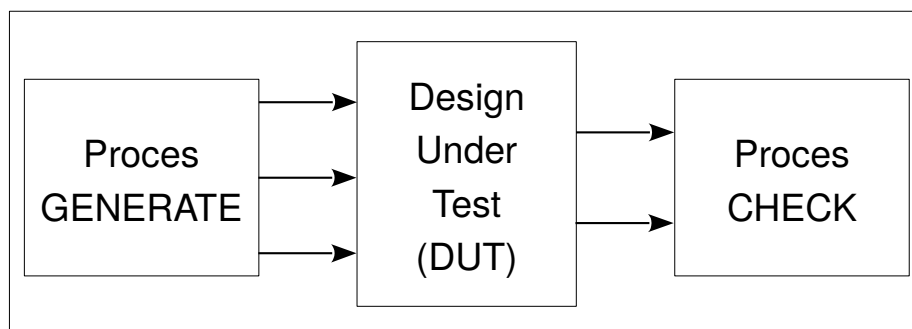 Proces
GENERATE
Design
Under
Test
(DUT)
Proces
CHECK